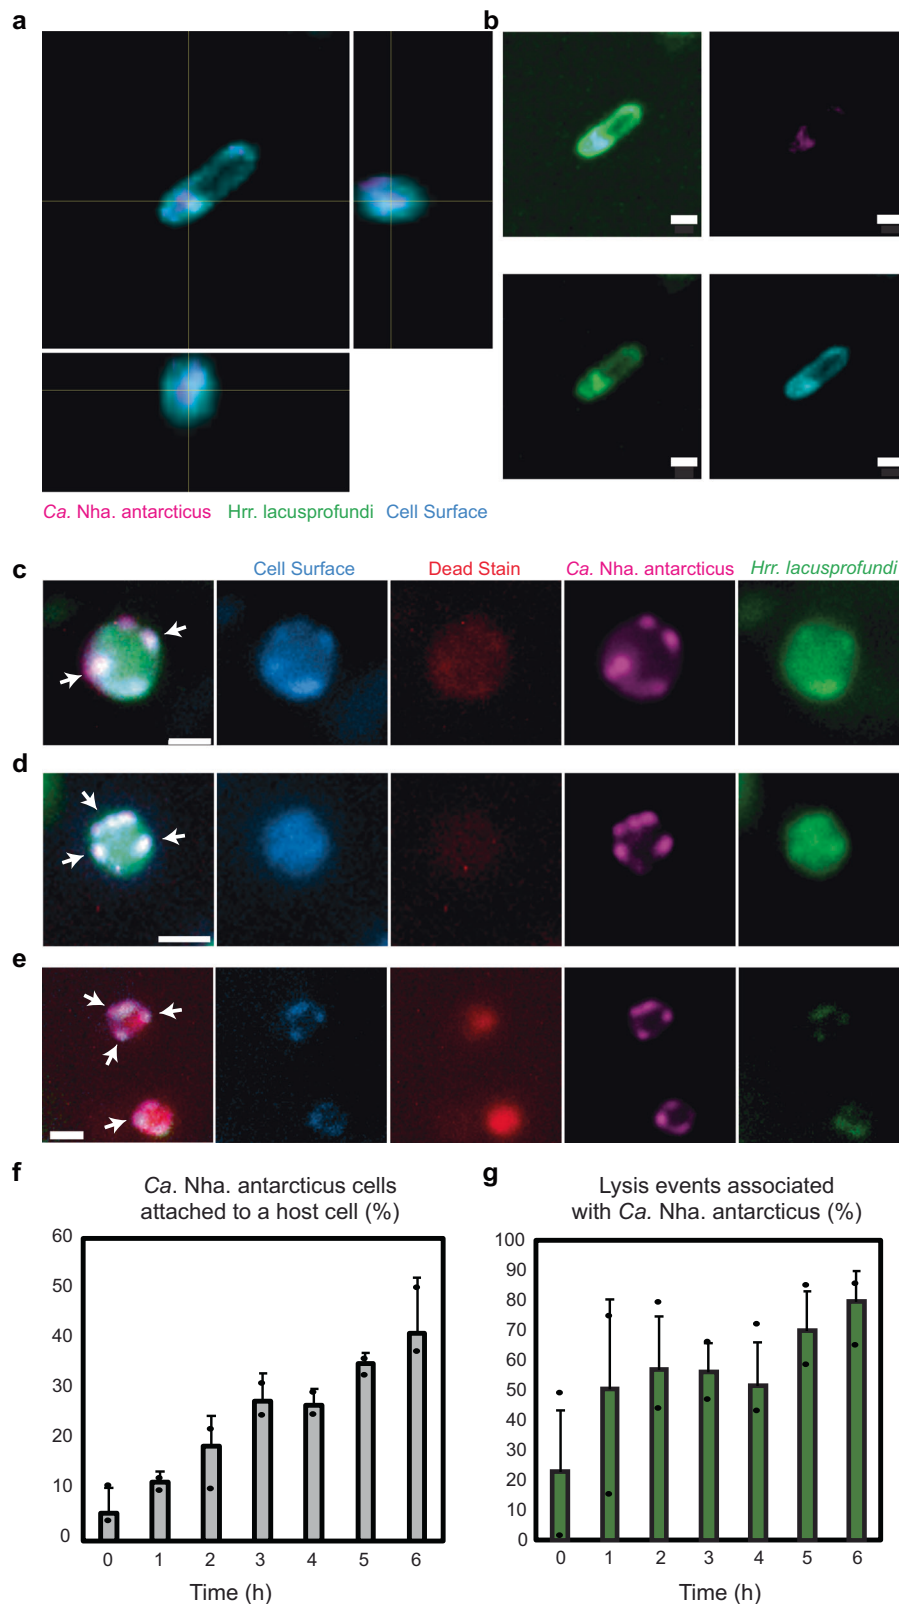 a
b
Ca. Nha. antarcticus Hrr. lacusprofundi Cell Surface
c
Cell Surface Dead Stain Ca. Nha. antarcticus Hrr. lacusprofundi
d
e
f
Ca. Nha. antarcticus cells
attached to a host cell (%)
60
50
40
30
20
10
0
0 1 2 3 4 5 6
Time (h)
g
Lysis events associated
with Ca. Nha. antarcticus (%)
100
90
80
70
60
50
40
30
20
10
0
0 1 2 3 4 5 6
Time (h)